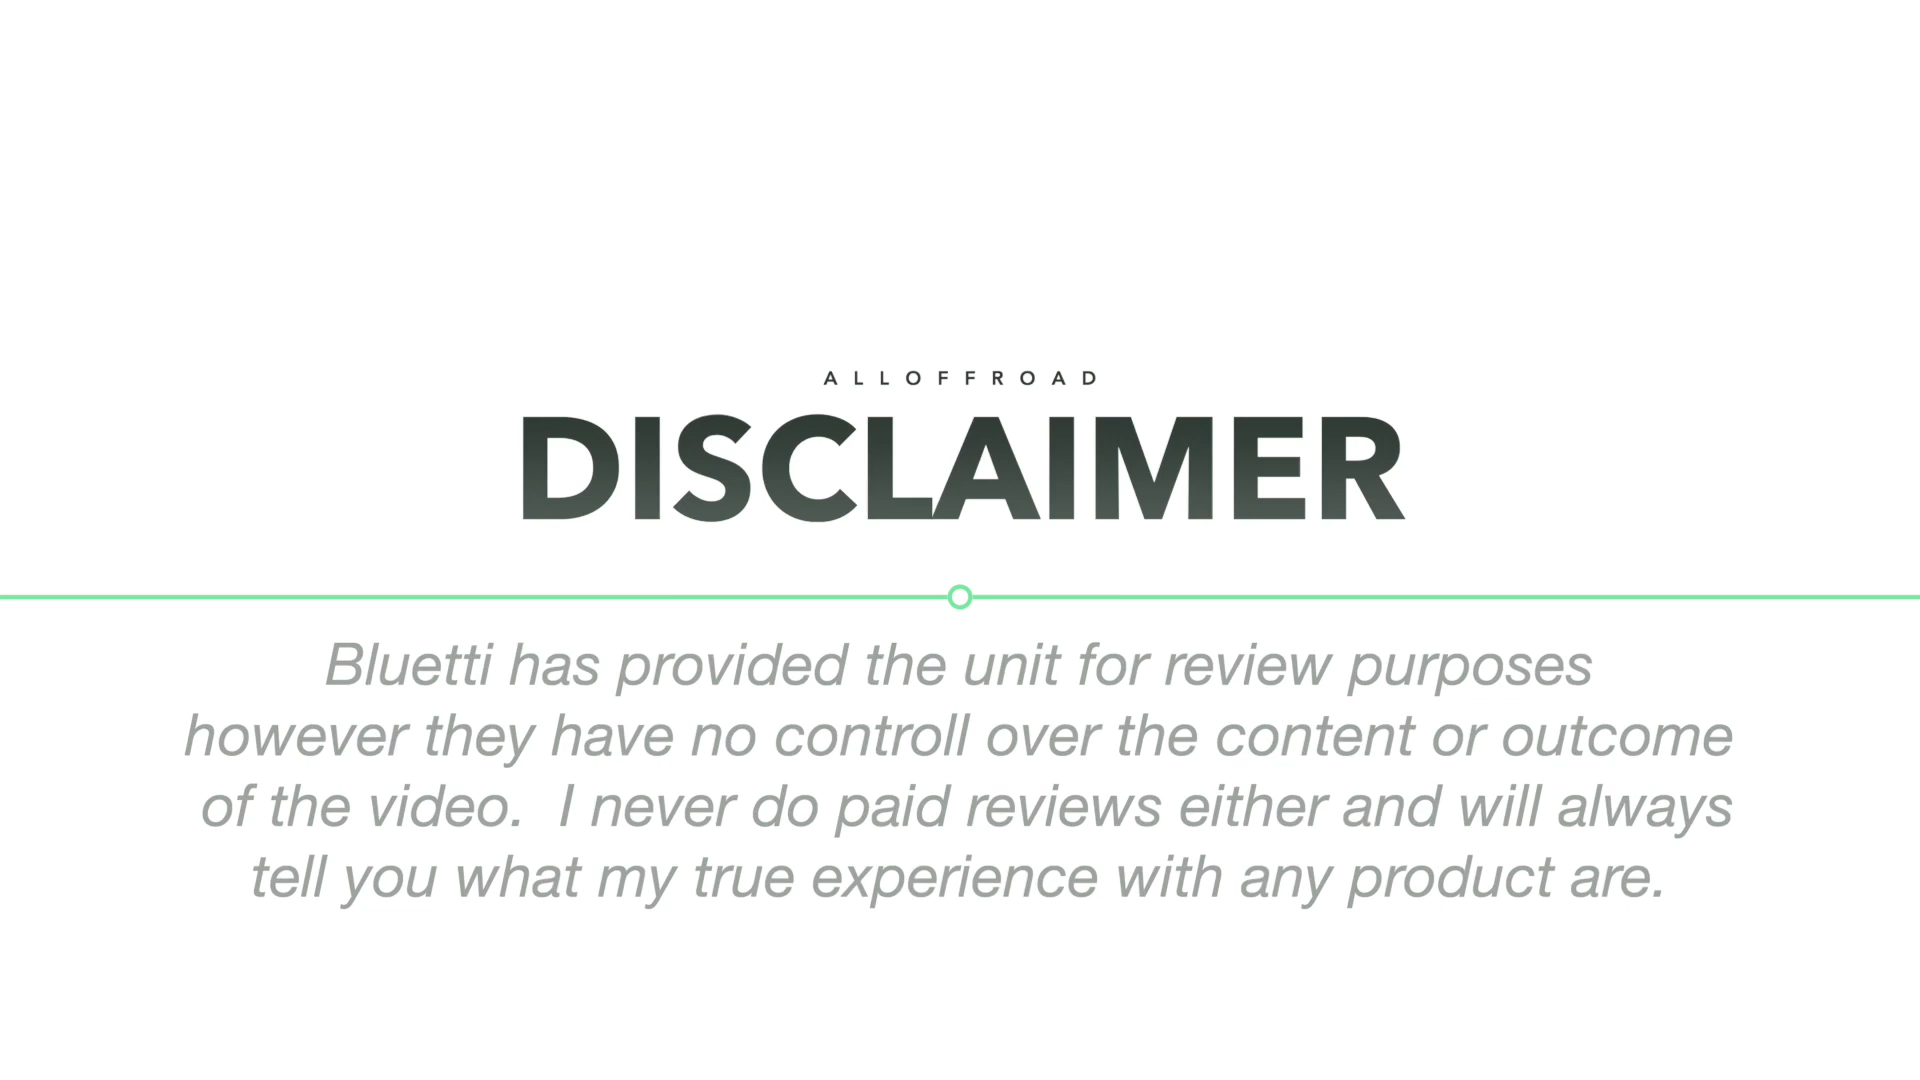 ALLOFFROAD
DISCLAIMER
Bluetti has provided the unit for review purposes
however they have no controll over the content or outcome
of the video.  I never do paid reviews either and will always
tell you what my true experience with any product are.